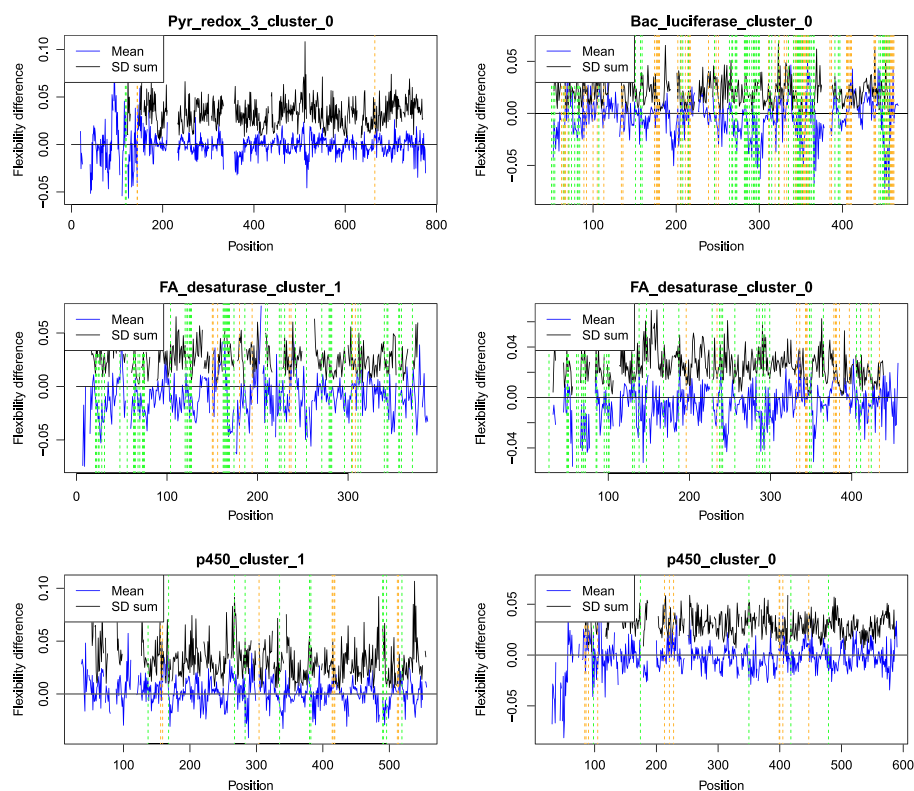 Pyr_redox_3_cluster_0
Flexibility difference
0.10
0.05
0.00
−0.05
Mean
SD sum
0
200
400
600
800
Position
Bac_luciferase_cluster_0
Flexibility difference
0.05
0.00
−0.05
Mean
SD sum
100
200
300
400
Position
FA_desaturase_cluster_1
Flexibility difference
0.05
0.00
−0.05
Mean
SD sum
0
100
200
300
Position
FA_desaturase_cluster_0
Flexibility difference
0.04
0.00
−0.04
Mean
SD sum
100
200
300
400
Position
p450_cluster_1
Flexibility difference
0.10
0.05
0.00
Mean
SD sum
100
200
300
400
500
Position
p450_cluster_0
Flexibility difference
0.05
0.00
−0.05
Mean
SD sum
100
200
300
400
500
600
Position